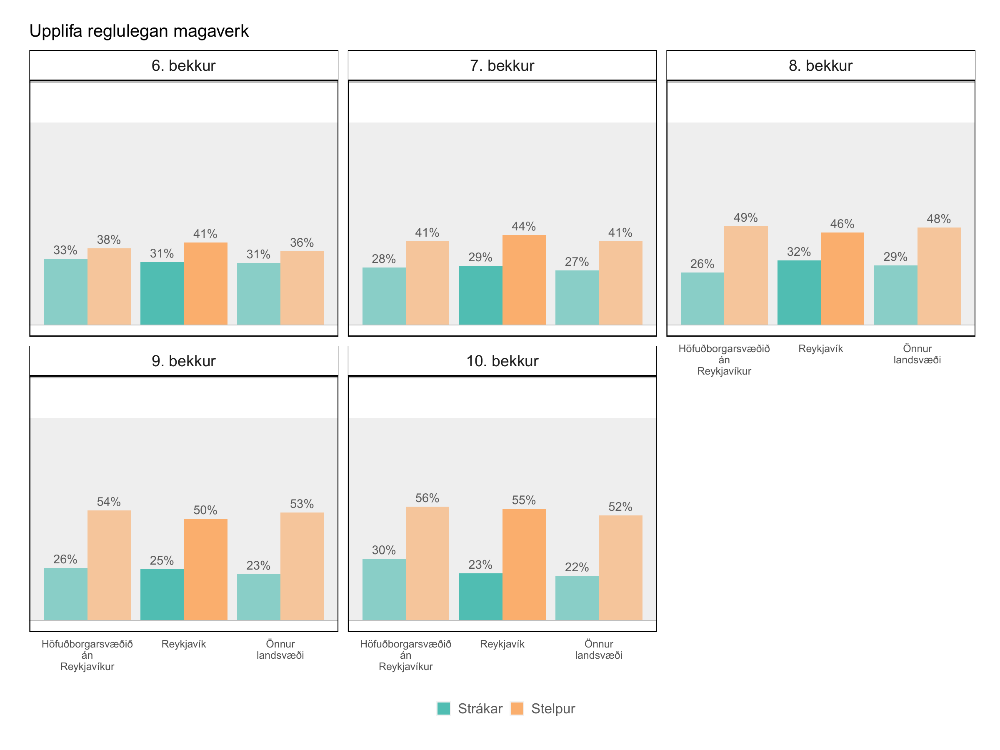 Upplifa reglulegan magaverk
6. bekkur
33%
38%
31%
41%
31%
36%
7. bekkur
28%
41%
29%
44%
27%
41%
8. bekkur
26%
49%
32%
46%
29%
48%
Höfuðborgarsvæðið
án
Reykjavíkur
Reykjavík
Önnur
landsvæði
9. bekkur
26%
54%
25%
50%
23%
53%
Höfuðborgarsvæðið
án
Reykjavíkur
Reykjavík
Önnur
landsvæði
10. bekkur
30%
56%
23%
55%
22%
52%
Höfuðborgarsvæðið
án
Reykjavíkur
Reykjavík
Önnur
landsvæði
Strákar
Stelpur